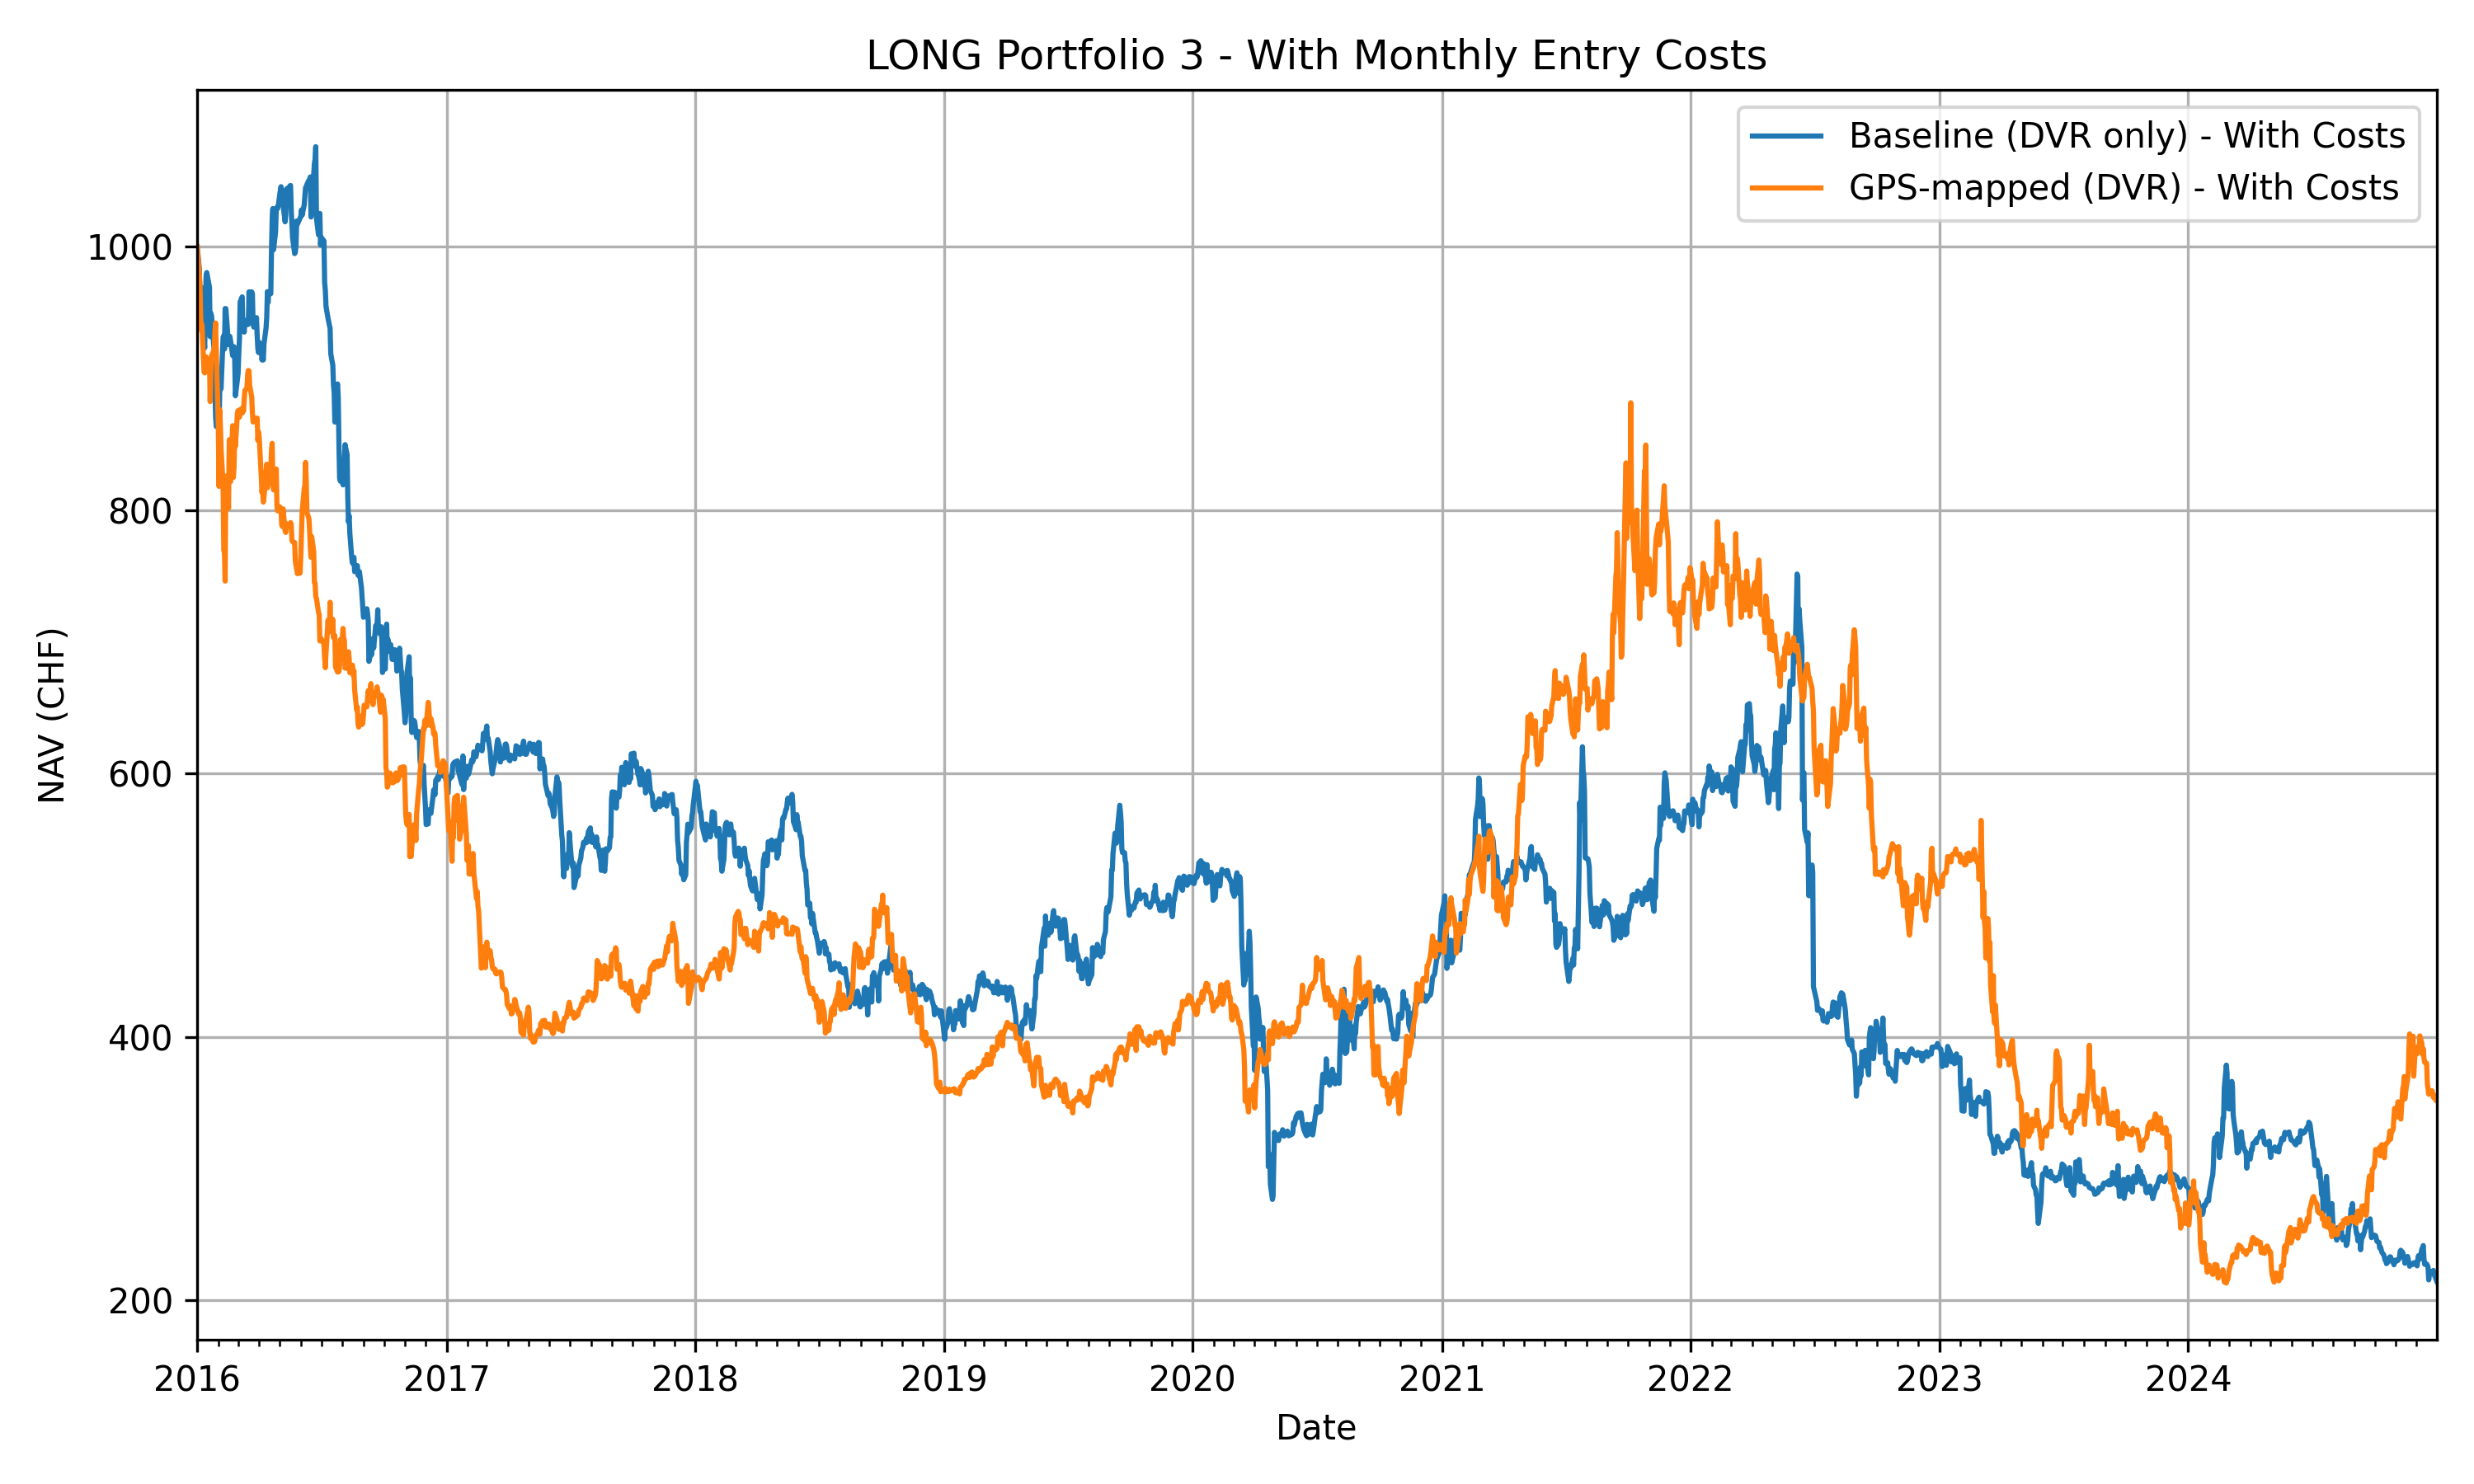 LONG Portfolio 3 - With Monthly Entry Costs
Baseline (DVR only) - With Costs
GPS-mapped (DVR) - With Costs
NAV (CHF)
1000
800
600
400
200
2016 2017 2018 2019 2020 2021 2022 2023 2024
Date